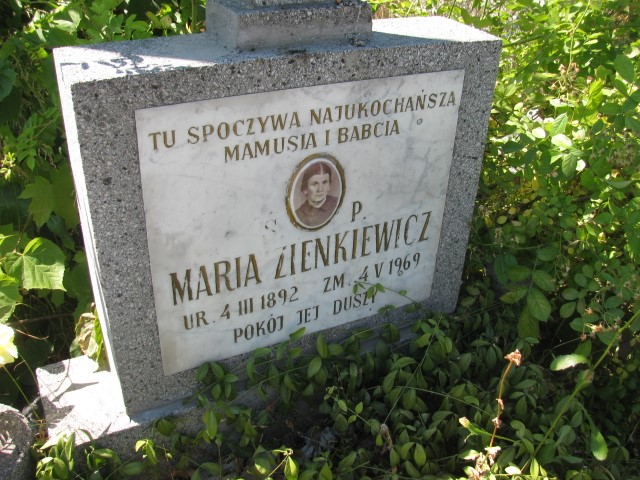 TU SPOCZYWA NAJUKOCHAŃSZA
MAMUSIA I BABCIA
Ś. P.
MARIA ZIENKIEWICZ
UR. 4 III 1892 ZM. 4 V 1969
POKÓJ JEJ DUSZY